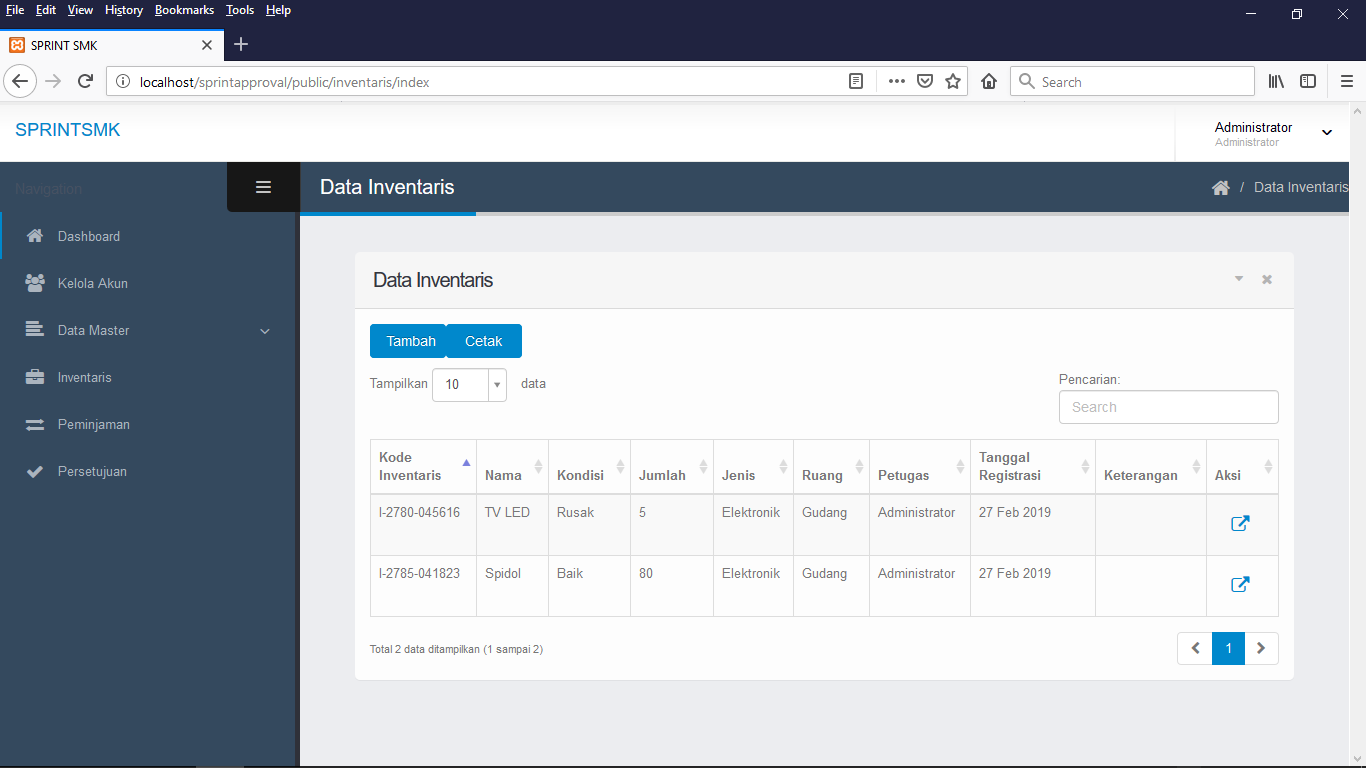 File Edit View History Bookmarks Tools Help
SPRINT SMK
localhost/sprintapproval/public/inventaris/index
Search
SPRINTSMK
Administrator
Administrator
Navigation
Data Inventaris
/ Data Inventaris
Dashboard
Kelola Akun
Data Master
Inventaris
Peminjaman
Persetujuan
Data Inventaris
Tambah Cetak
Tampilkan 10 data
Pencarian:
Search
Kode Inventaris Nama Kondisi Jumlah Jenis Ruang Petugas Tanggal Registrasi Keterangan Aksi
I-2780-045616 TV LED Rusak 5 Elektronik Gudang Administrator 27 Feb 2019
I-2785-041823 Spidol Baik 80 Elektronik Gudang Administrator 27 Feb 2019
Total 2 data ditampilkan (1 sampai 2)
1